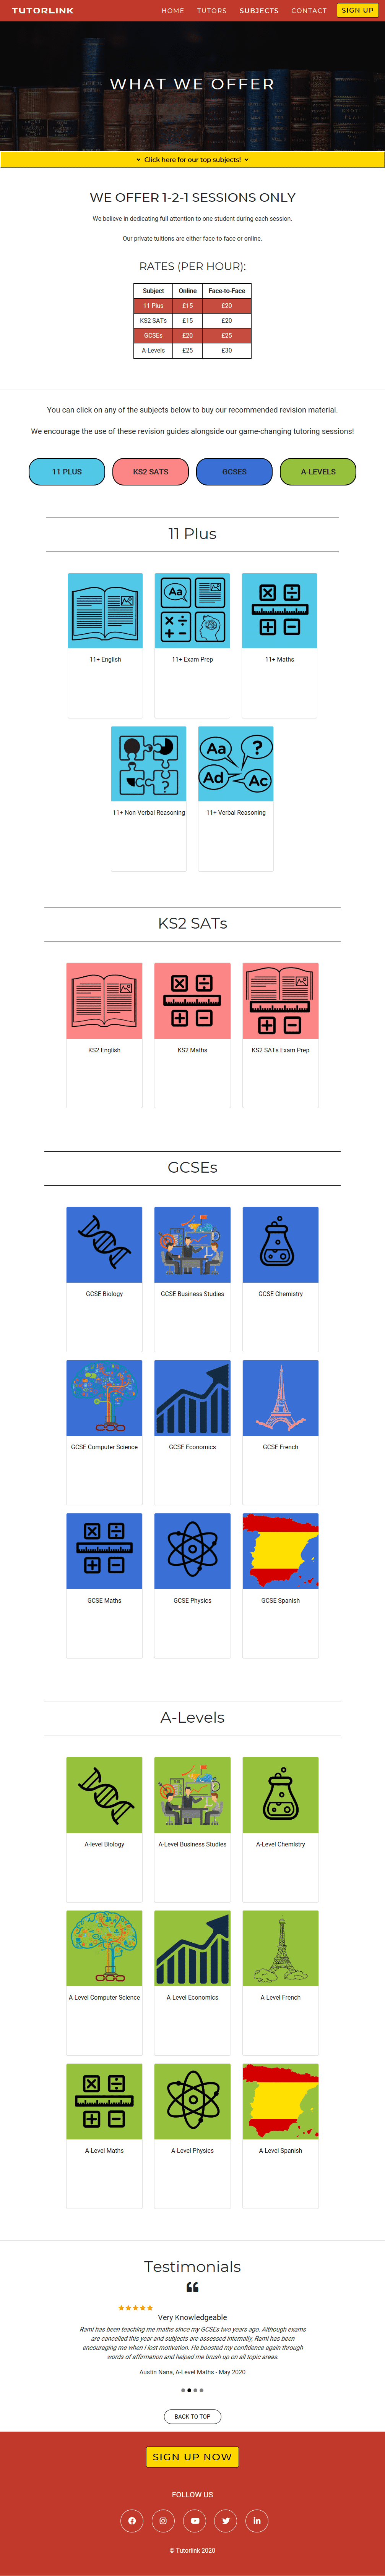 TUTORLINK
HOME TUTORS SUBJECTS CONTACT SIGN UP
WHAT WE OFFER
Click here for our top subjects!
WE OFFER 1-2-1 SESSIONS ONLY
We believe in dedicating full attention to one student during each session.
Our private tuitions are either face-to-face or online.
RATES (PER HOUR):
Subject Online Face-to-Face
11 Plus £15 £20
KS2 SATs £15 £20
GCSEs £20 £25
A-Levels £25 £30
You can click on any of the subjects below to buy our recommended revision material.
We encourage the use of these revision guides alongside our game-changing tutoring sessions!
11 PLUS KS2 SATS GCSES A-LEVELS
11 Plus
Aa
11+ English 11+ Exam Prep 11+ Maths
Aa ?
Ad Ac
?
11+ Non-Verbal Reasoning 11+ Verbal Reasoning
KS2 SATs
KS2 English KS2 Maths KS2 SATs Exam Prep
GCSEs
GCSE Biology GCSE Business Studies GCSE Chemistry
GCSE Computer Science GCSE Economics GCSE French
GCSE Maths GCSE Physics GCSE Spanish
A-Levels
A-level Biology A-Level Business Studies A-Level Chemistry
A-Level Computer Science A-Level Economics A-Level French
A-Level Maths A-Level Physics A-Level Spanish
Testimonials
Very Knowledgeable
Rami has been teaching me maths since my GCSEs two years ago. Although exams
are cancelled this year and subjects are assessed internally, Rami has been
encouraging me when I lost motivation. He boosted my confidence again through
words of affirmation and helped me brush up on all topic areas.
Austin Nana, A-Level Maths - May 2020
BACK TO TOP
SIGN UP NOW
FOLLOW US
© Tutorlink 2020